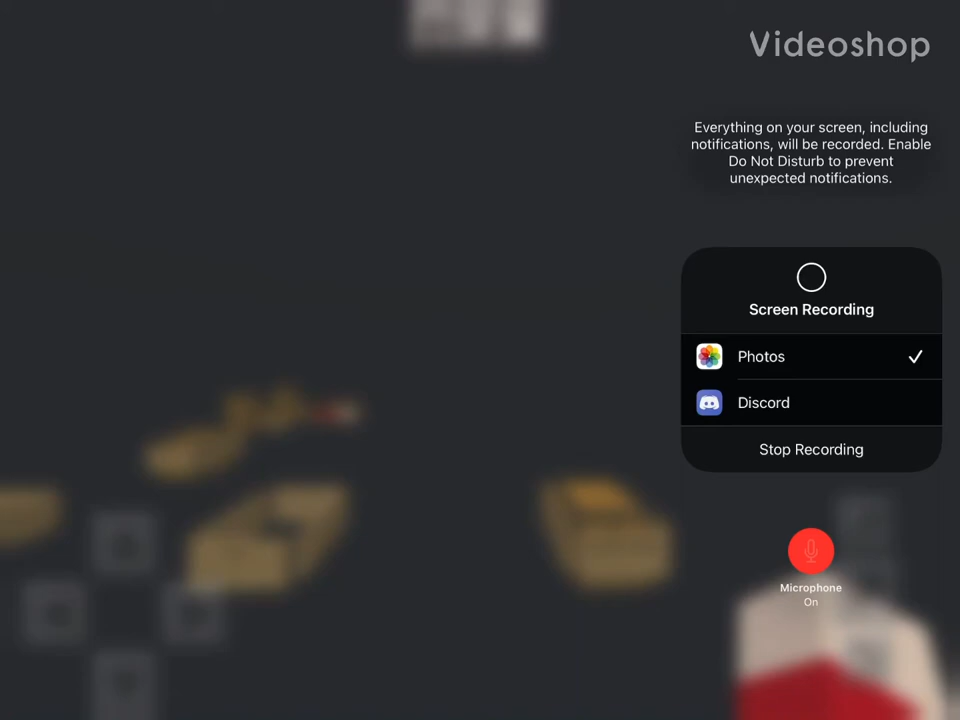 Videoshop
Everything on your screen, including
notifications, will be recorded. Enable
Do Not Disturb to prevent
unexpected notifications.
Screen Recording
Photos
Discord
Stop Recording
Microphone
On